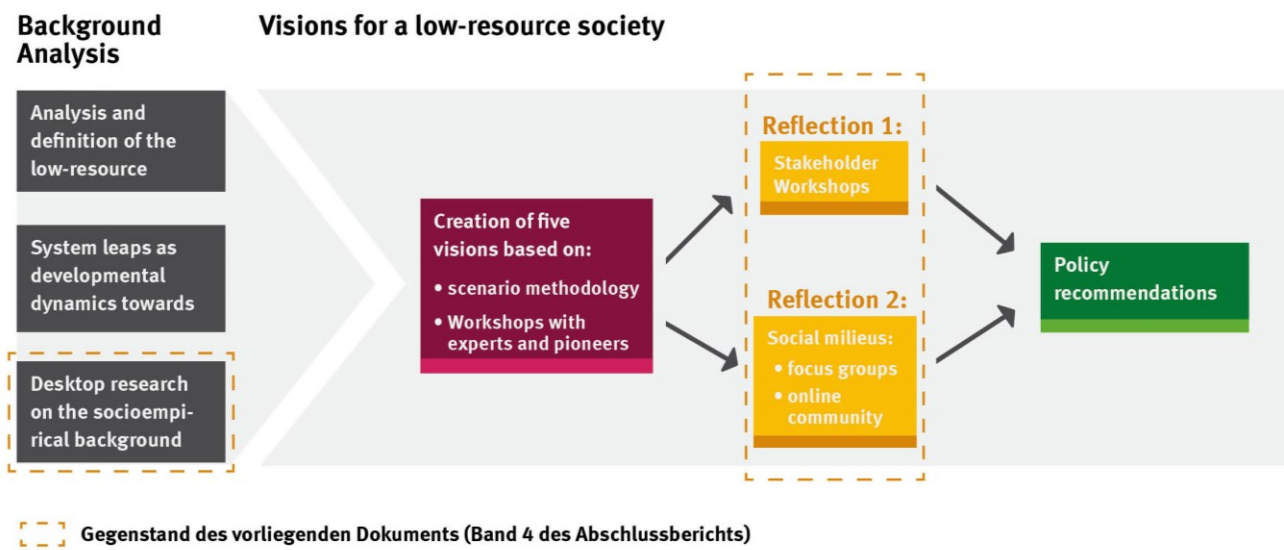 Background
Analysis
Visions for a low-resource society
Analysis and
definition of the
low-resource
System leaps as
developmental
dynamics towards
Desktop research
on the socioempi-
rical background
Creation of five
visions based on:
• scenario methodology
• Workshops with
experts and pioneers
Reflection 1:
Stakeholder
Workshops
Reflection 2:
Social milieus:
• focus groups
• online
community
Policy
recommendations
Gegenstand des vorliegenden Dokuments (Band 4 des Abschlussberichts)